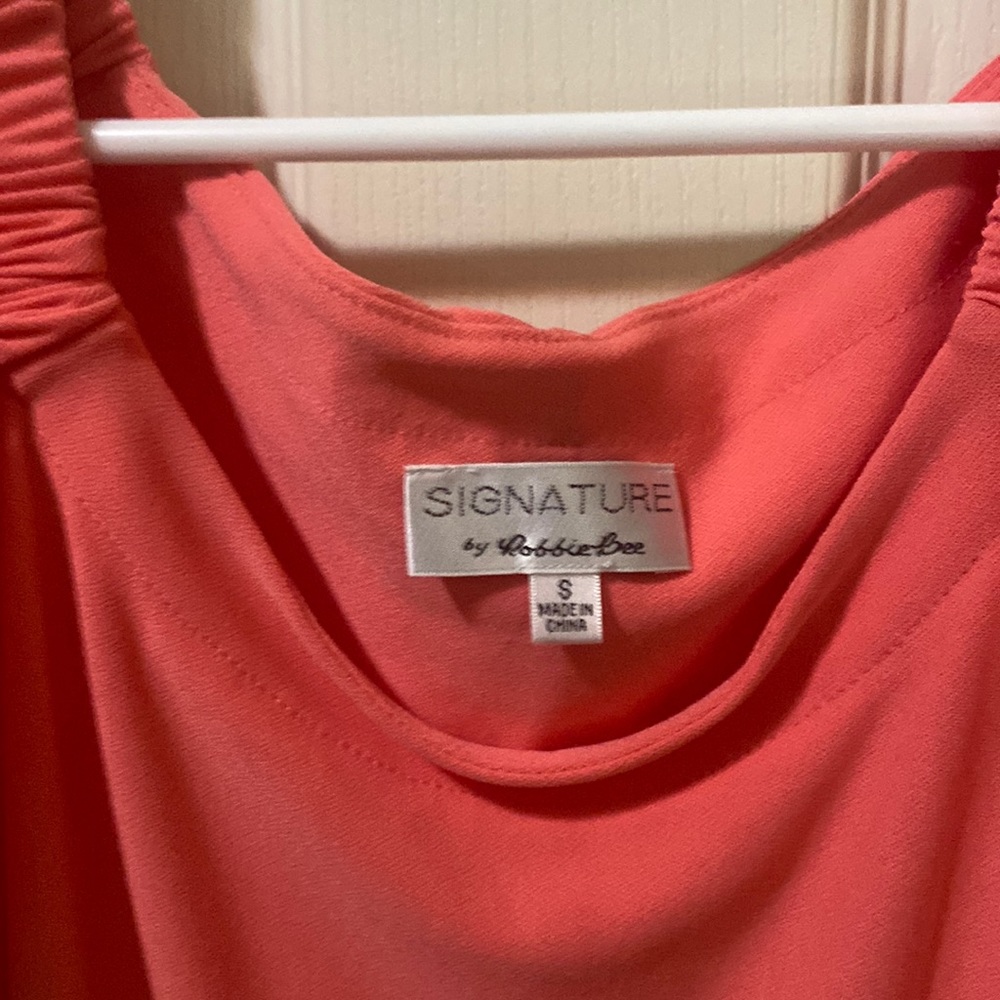 SIGNATURE
by Robbie Bee
S
MADE IN
CHINA